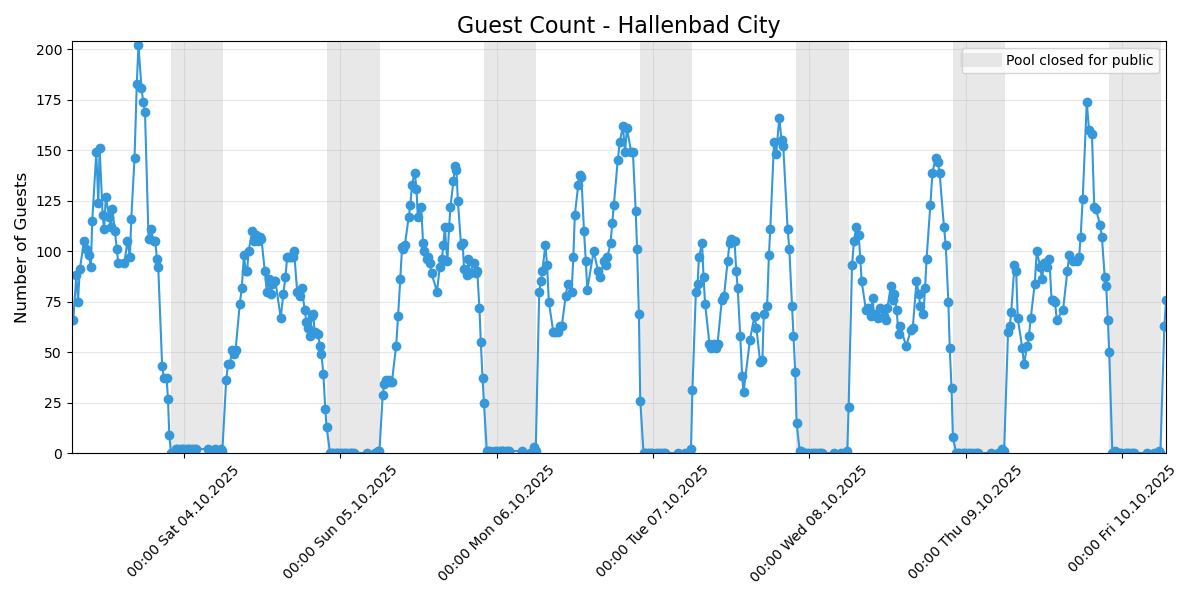 Guest Count - Hallenbad City
Pool closed for public
Number of Guests
200
175
150
125
100
75
50
25
0
00:00 Sat 04.10.2025
00:00 Sun 05.10.2025
00:00 Mon 06.10.2025
00:00 Tue 07.10.2025
00:00 Wed 08.10.2025
00:00 Thu 09.10.2025
00:00 Fri 10.10.2025